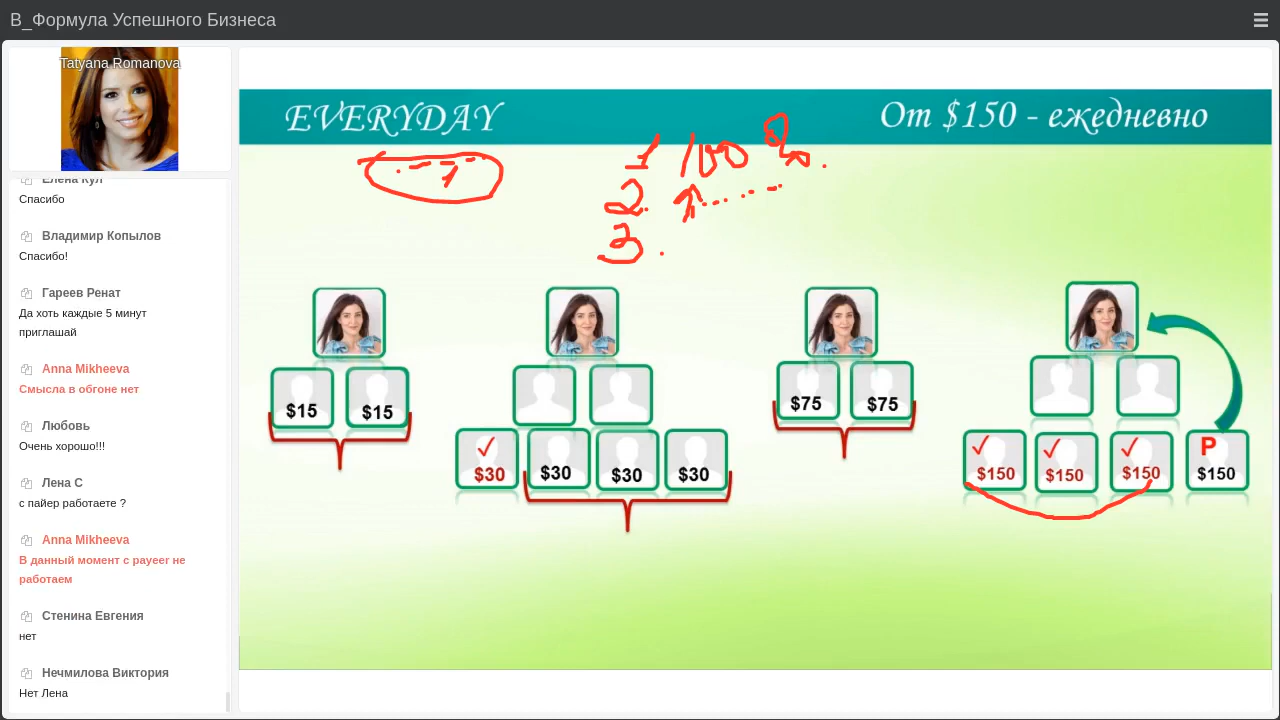 В_Формула Успешного Бизнеса
Tatyana Romanova
Елена Кул
Спасибо
Владимир Копылов
Спасибо!
Гареев Ренат
Да хоть каждые 5 минут
приглашай
Anna Mikheeva
Смысла в обгоне нет
Любовь
Очень хорошо!!!
Лена С
с пайер работаете ?
Anna Mikheeva
В данный момент с payeer не
работаем
Стенина Евгения
нет
Нечмилова Виктория
Нет Лена
EVERYDAY
От $150 - ежедневно
1 100
2.
3.
$15 $15
$30 $30 $30 $30
$75 $75
P
$150 $150 $150 $150